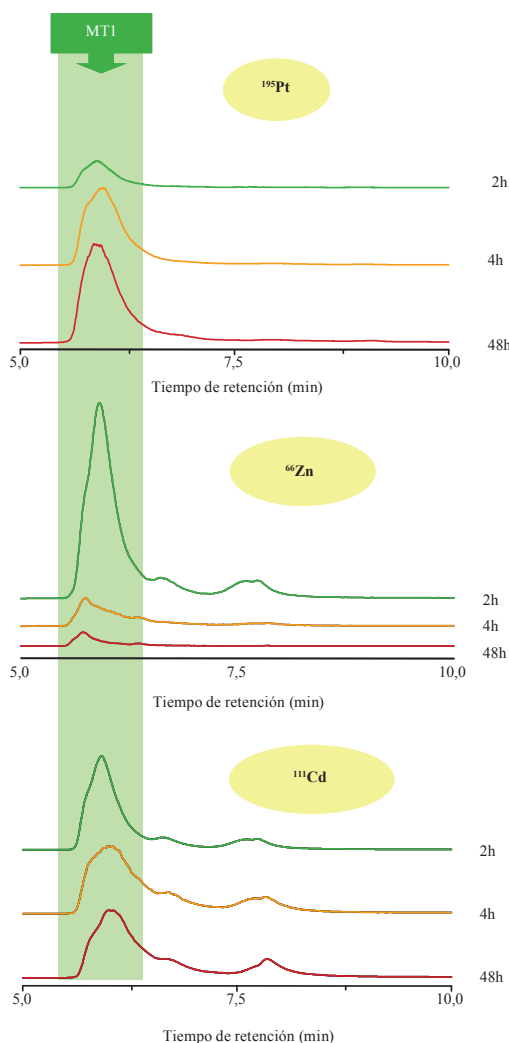 MT1
¹⁹⁵Pt
2h
4h
48h
5,0 7,5 10,0
Tiempo de retención (min)
⁶⁶Zn
2h
4h
48h
5,0 7,5 10,0
Tiempo de retención (min)
¹¹¹Cd
2h
4h
48h
5,0 7,5 10,0
Tiempo de retención (min)